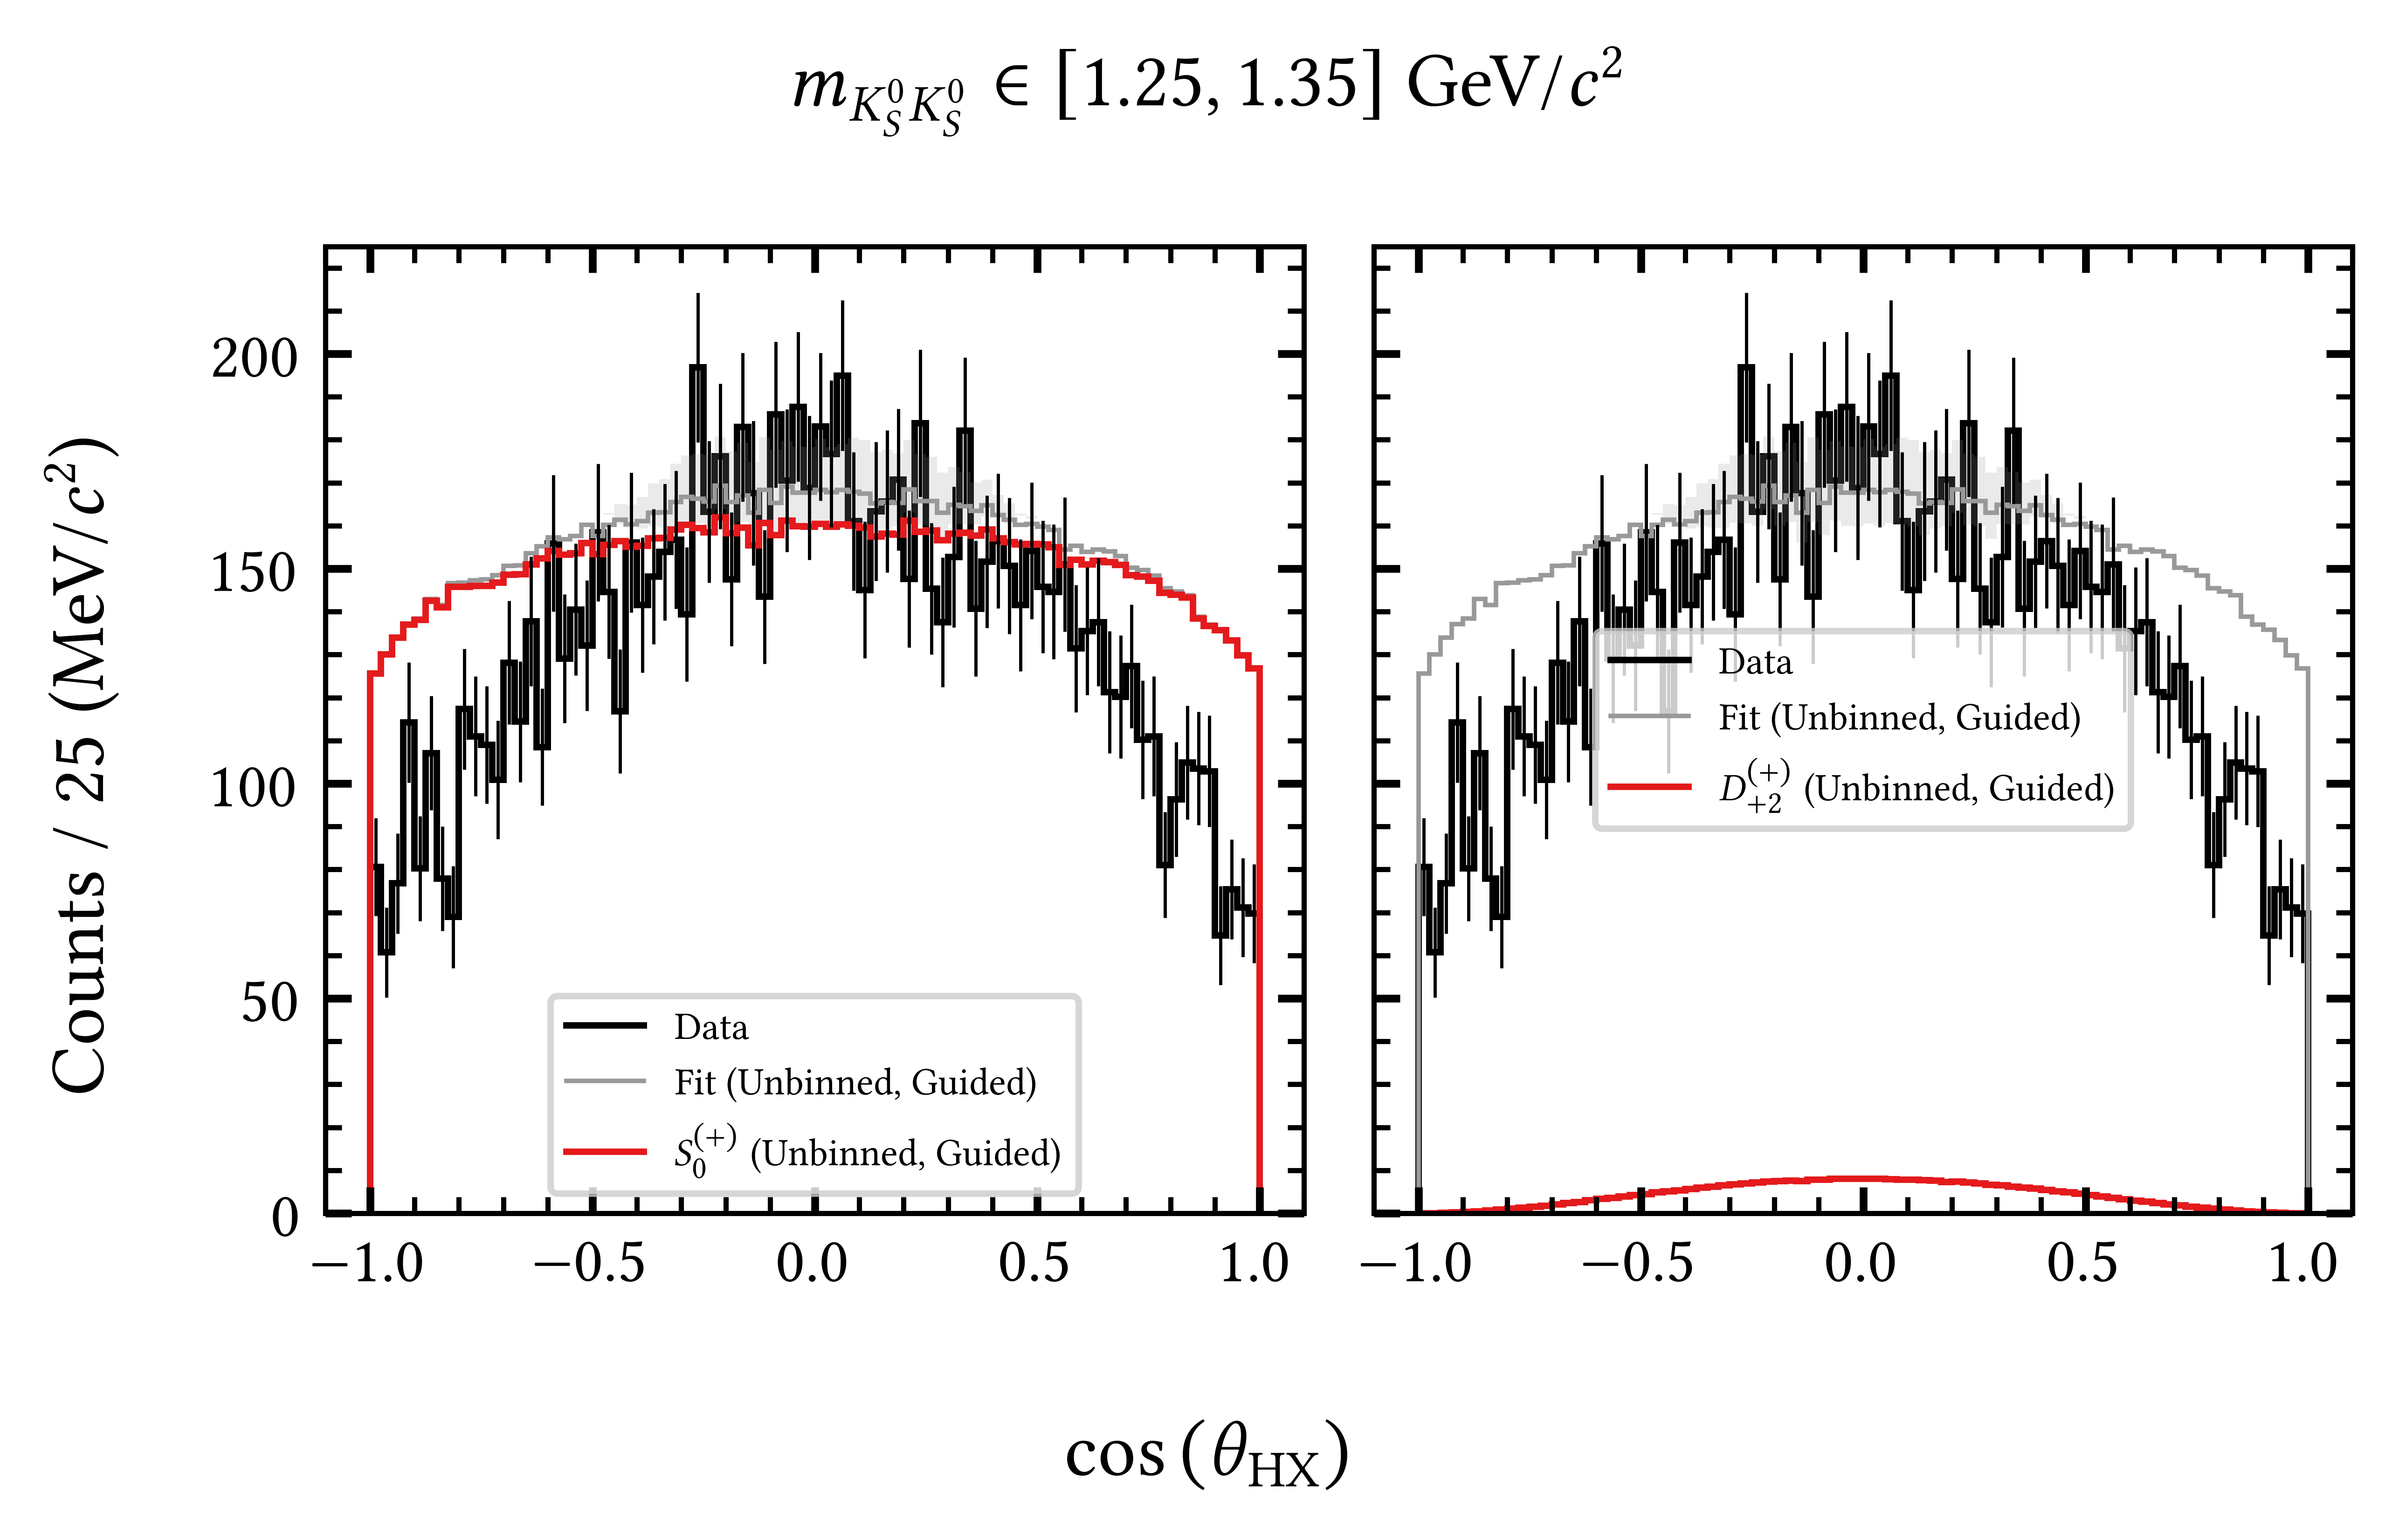 m_{K_S^0 K_S^0} ∈ [1.25, 1.35] GeV/c²
Counts / 25 (MeV/c²)
200
150
100
50
0
Data
Fit (Unbinned, Guided)
S_0^{(+)} (Unbinned, Guided)
Data
Fit (Unbinned, Guided)
D_{+2}^{(+)} (Unbinned, Guided)
−1.0 −0.5 0.0 0.5 1.0
−1.0 −0.5 0.0 0.5 1.0
cos (θ_{HX})